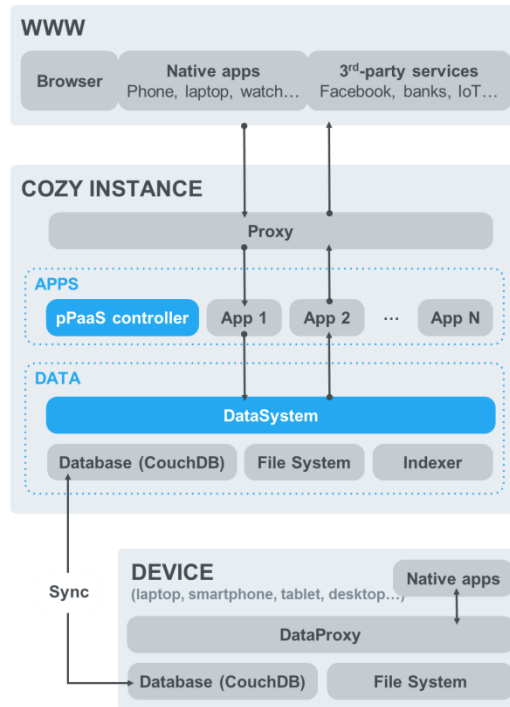 WWW
Browser
Native apps
Phone, laptop, watch...
3rd-party services
Facebook, banks, IoT...
COZY INSTANCE
Proxy
APPS
pPaaS controller
App 1
App 2
...
App N
DATA
DataSystem
Database (CouchDB)
File System
Indexer
Sync
DEVICE
(laptop, smartphone, tablet, desktop...)
Native apps
DataProxy
Database (CouchDB)
File System